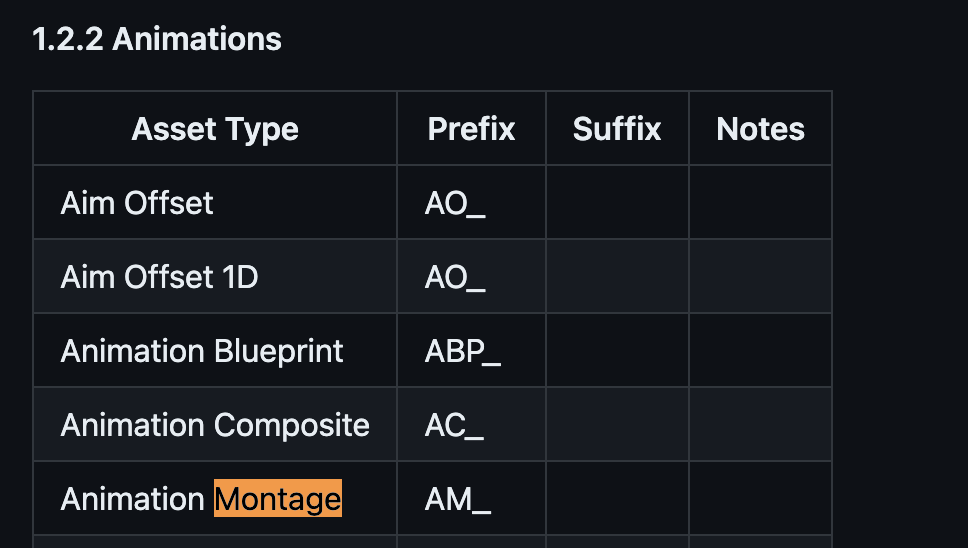 1.2.2 Animations
Asset Type Prefix Suffix Notes
Aim Offset AO_
Aim Offset 1D AO_
Animation Blueprint ABP_
Animation Composite AC_
Animation Montage AM_